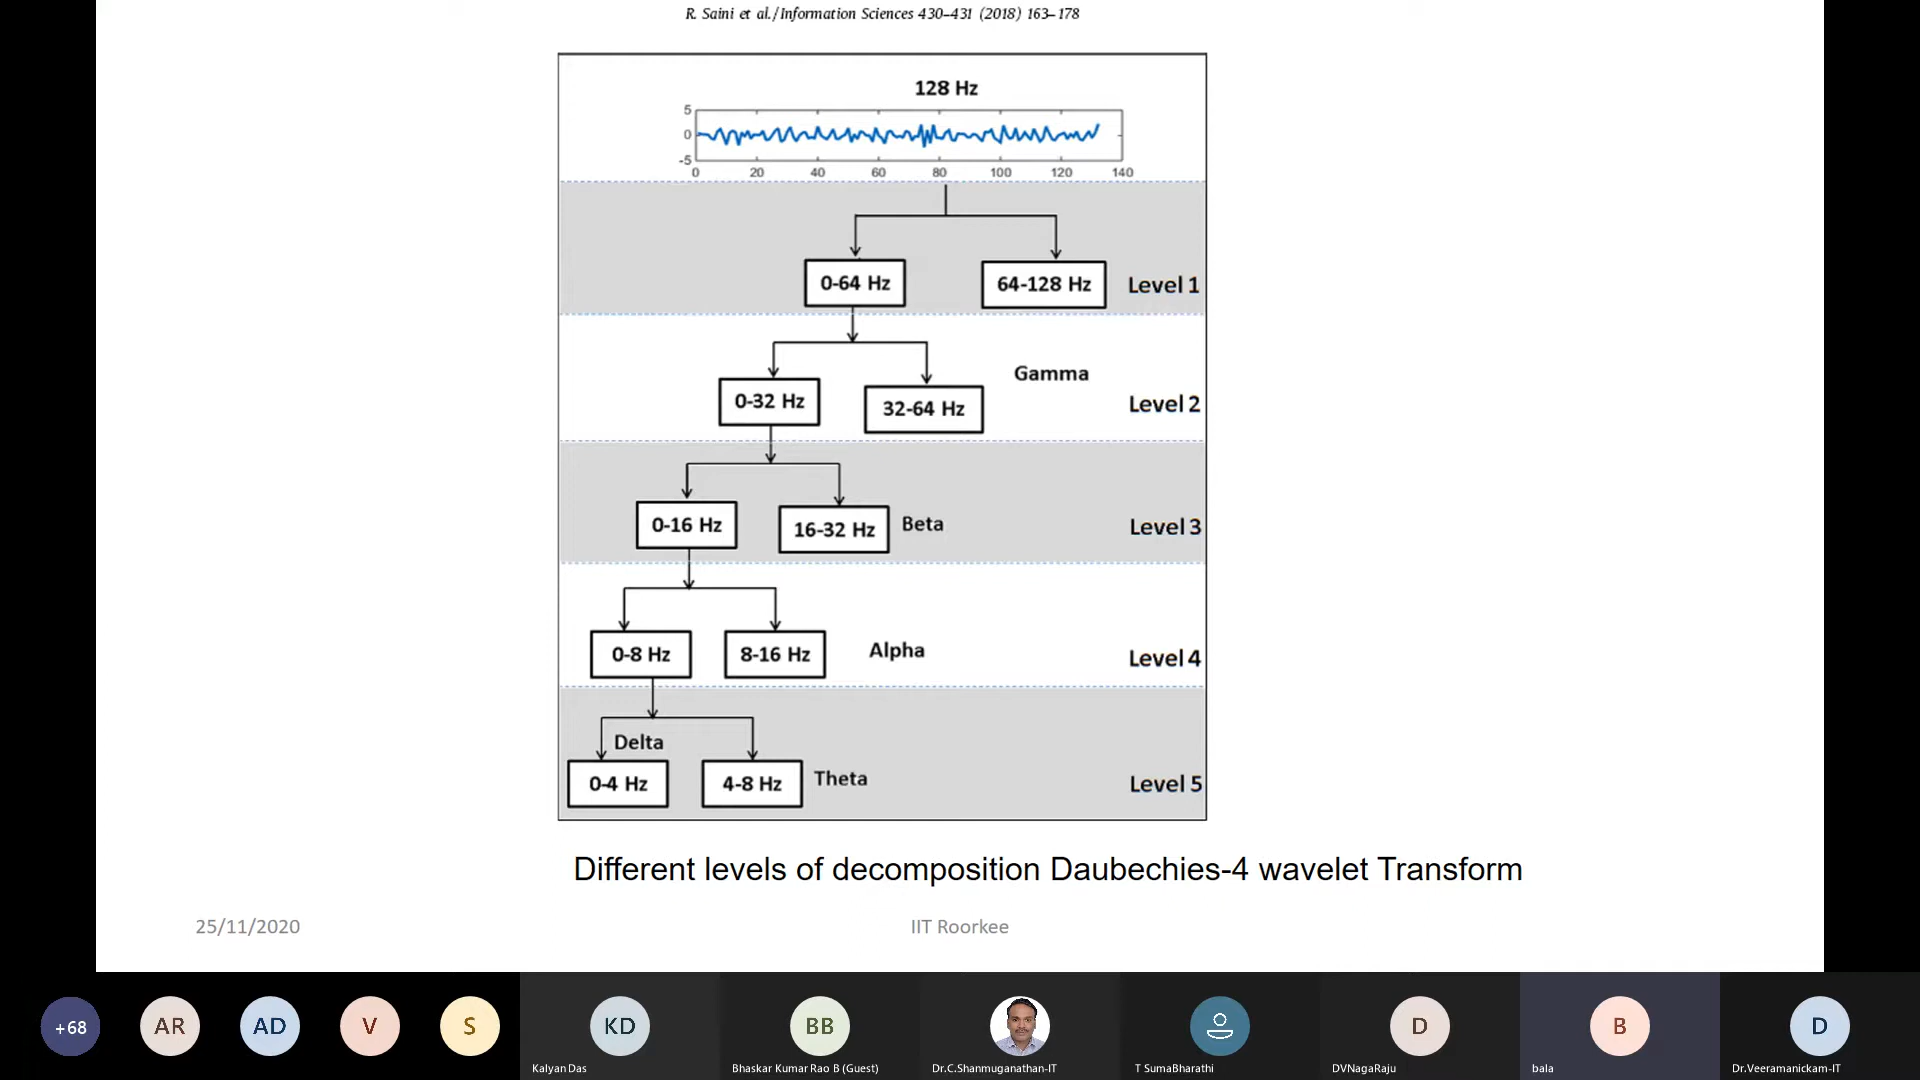 R. Saini et al./Information Sciences 430–431 (2018) 163–178
128 Hz
5
0
-5
0 20 40 60 80 100 120 140
0-64 Hz 64-128 Hz Level 1
Gamma
0-32 Hz 32-64 Hz Level 2
0-16 Hz 16-32 Hz Beta Level 3
0-8 Hz 8-16 Hz Alpha Level 4
Delta
0-4 Hz 4-8 Hz Theta Level 5
Different levels of decomposition Daubechies-4 wavelet Transform
25/11/2020 IIT Roorkee
+68 AR AD V S KD BB D B D
Kalyan Das Bhaskar Kumar Rao B (Guest) Dr.C.Shanmuganathan-IT T SumaBharathi DVNagaRaju bala Dr.Veeramanickam-IT